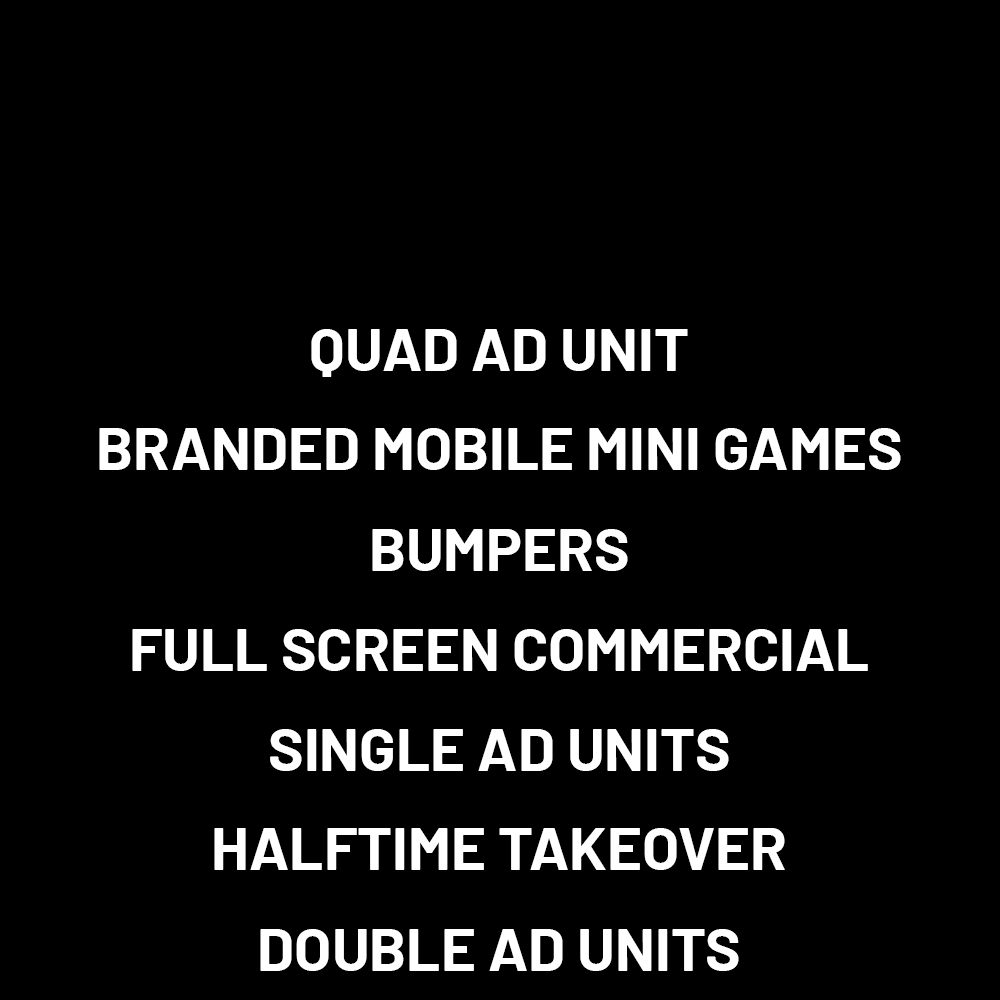 QUAD AD UNIT
BRANDED MOBILE MINI GAMES
BUMPERS
FULL SCREEN COMMERCIAL
SINGLE AD UNITS
HALFTIME TAKEOVER
DOUBLE AD UNITS